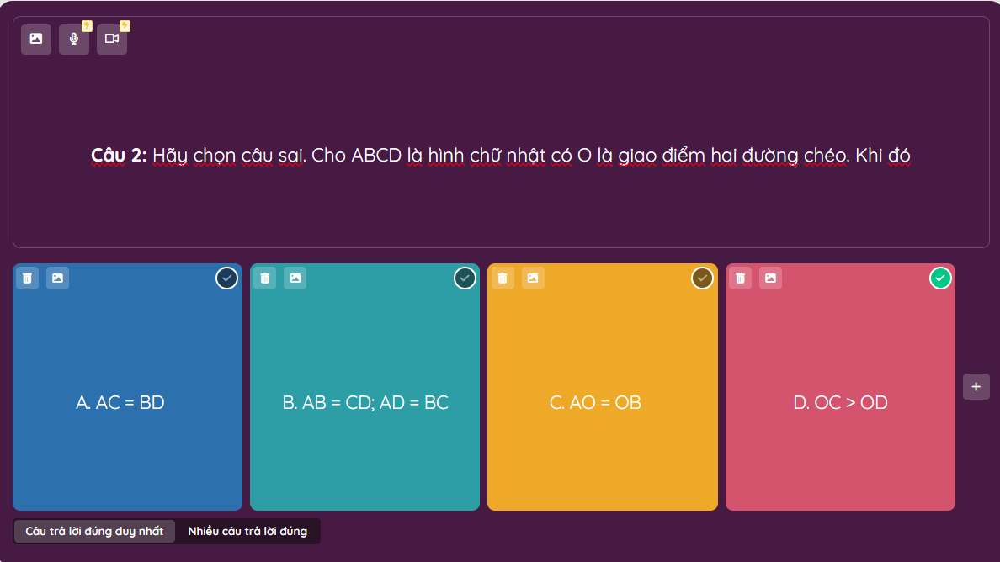 Câu 2: Hãy chọn câu sai. Cho ABCD là hình chữ nhật có O là giao điểm hai đường chéo. Khi đó
A. AC = BD
B. AB = CD; AD = BC
C. AO = OB
D. OC > OD
+
Câu trả lời đúng duy nhất
Nhiều câu trả lời đúng